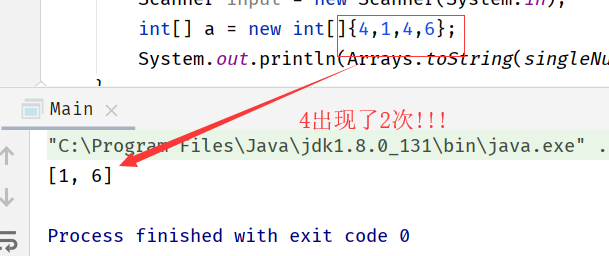 Scanner input = new Scanner(System.in);
int[] a = new int[]{4,1,4,6};
System.out.println(Arrays.toString(singleNu
}
Main ×
4出现了2次!!!
"C:\Program Files\Java\jdk1.8.0_131\bin\java.exe" .
[1, 6]
Process finished with exit code 0